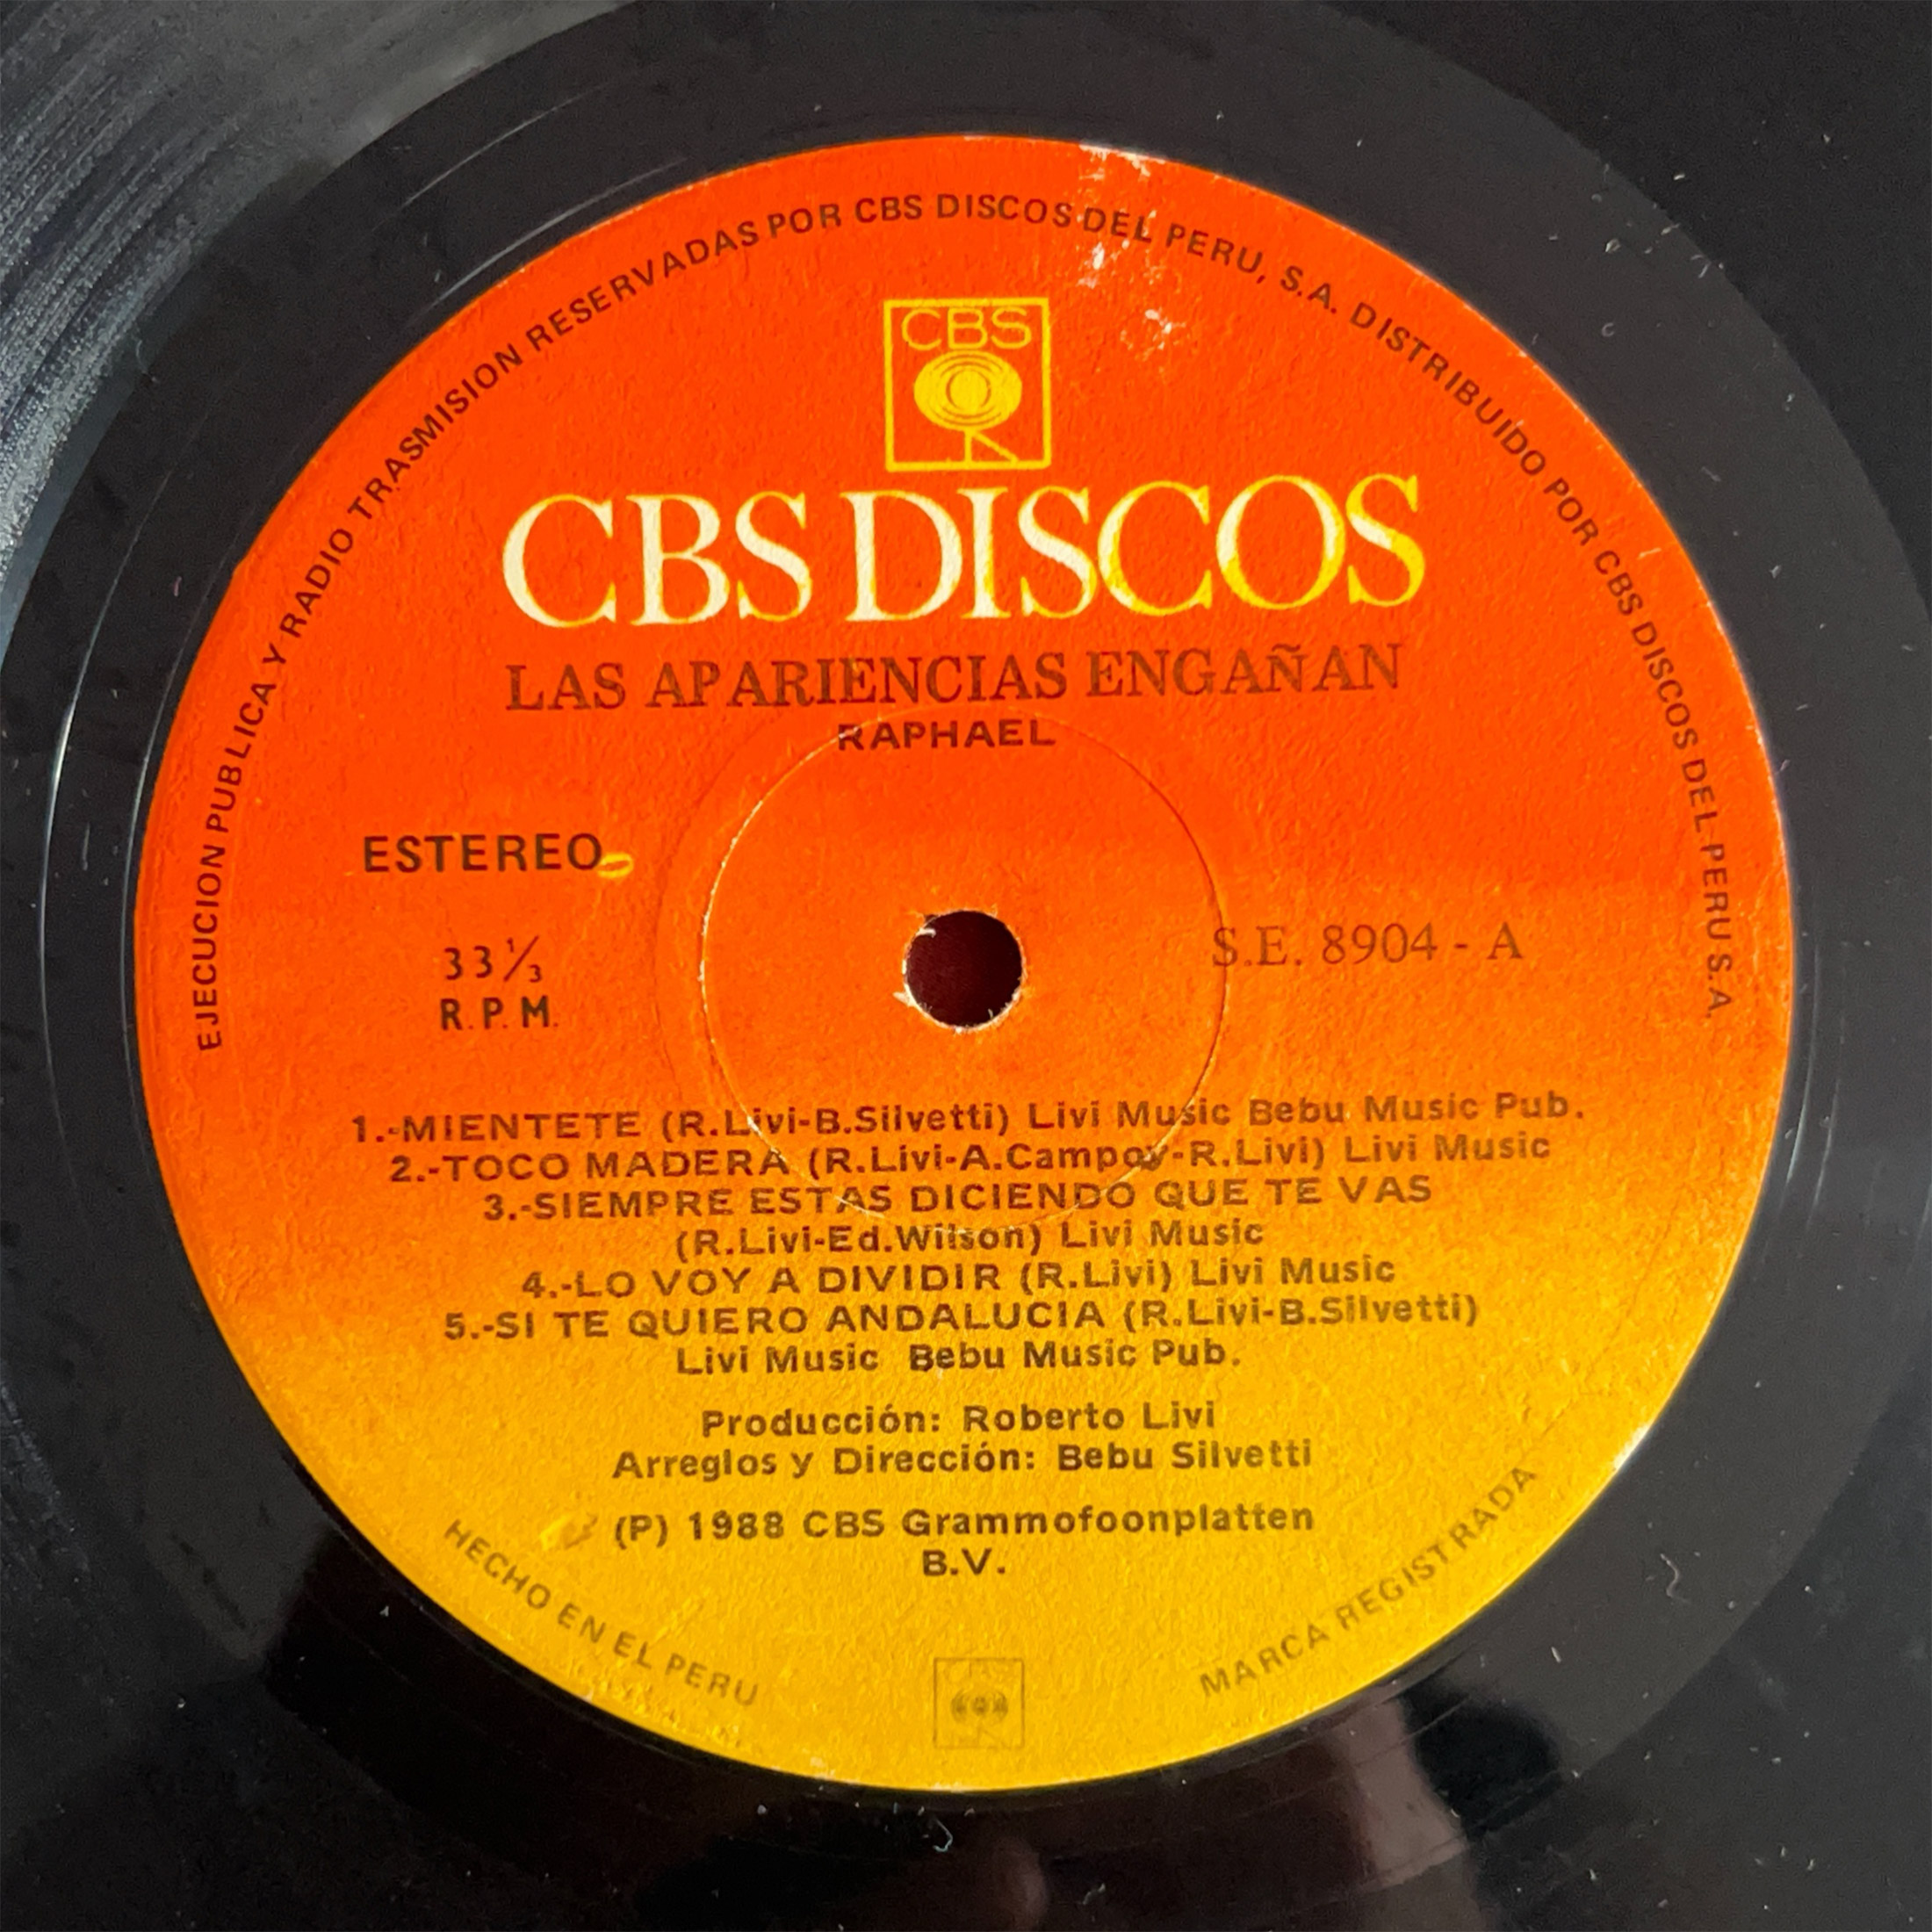 EJECUCION PUBLICA Y RADIO TRASMISION RESERVADAS POR CBS DISCOS DEL PERU, S.A. DISTRIBUIDO POR CBS DISCOS DEL PERU S.A.
CBS
CBS DISCOS
LAS APARIENCIAS ENGAÑAN
RAPHAEL
ESTEREO
33 1/3
R.P.M.
S.E. 8904 - A
1.-MIENTETE (R.Livi-B.Silvetti) Livi Music Bebu Music Pub.
2.-TOCO MADERA (R.Livi-A.Campoy-R.Livi) Livi Music
3.-SIEMPRE ESTAS DICIENDO QUE TE VAS
(R.Livi-Ed.Wilson) Livi Music
4.-LO VOY A DIVIDIR (R.Livi) Livi Music
5.-SI TE QUIERO ANDALUCIA (R.Livi-B.Silvetti)
Livi Music Bebu Music Pub.
Producción: Roberto Livi
Arreglos y Dirección: Bebu Silvetti
(P) 1988 CBS Grammofoonplatten
B.V.
HECHO EN EL PERU
MARCA REGISTRADA